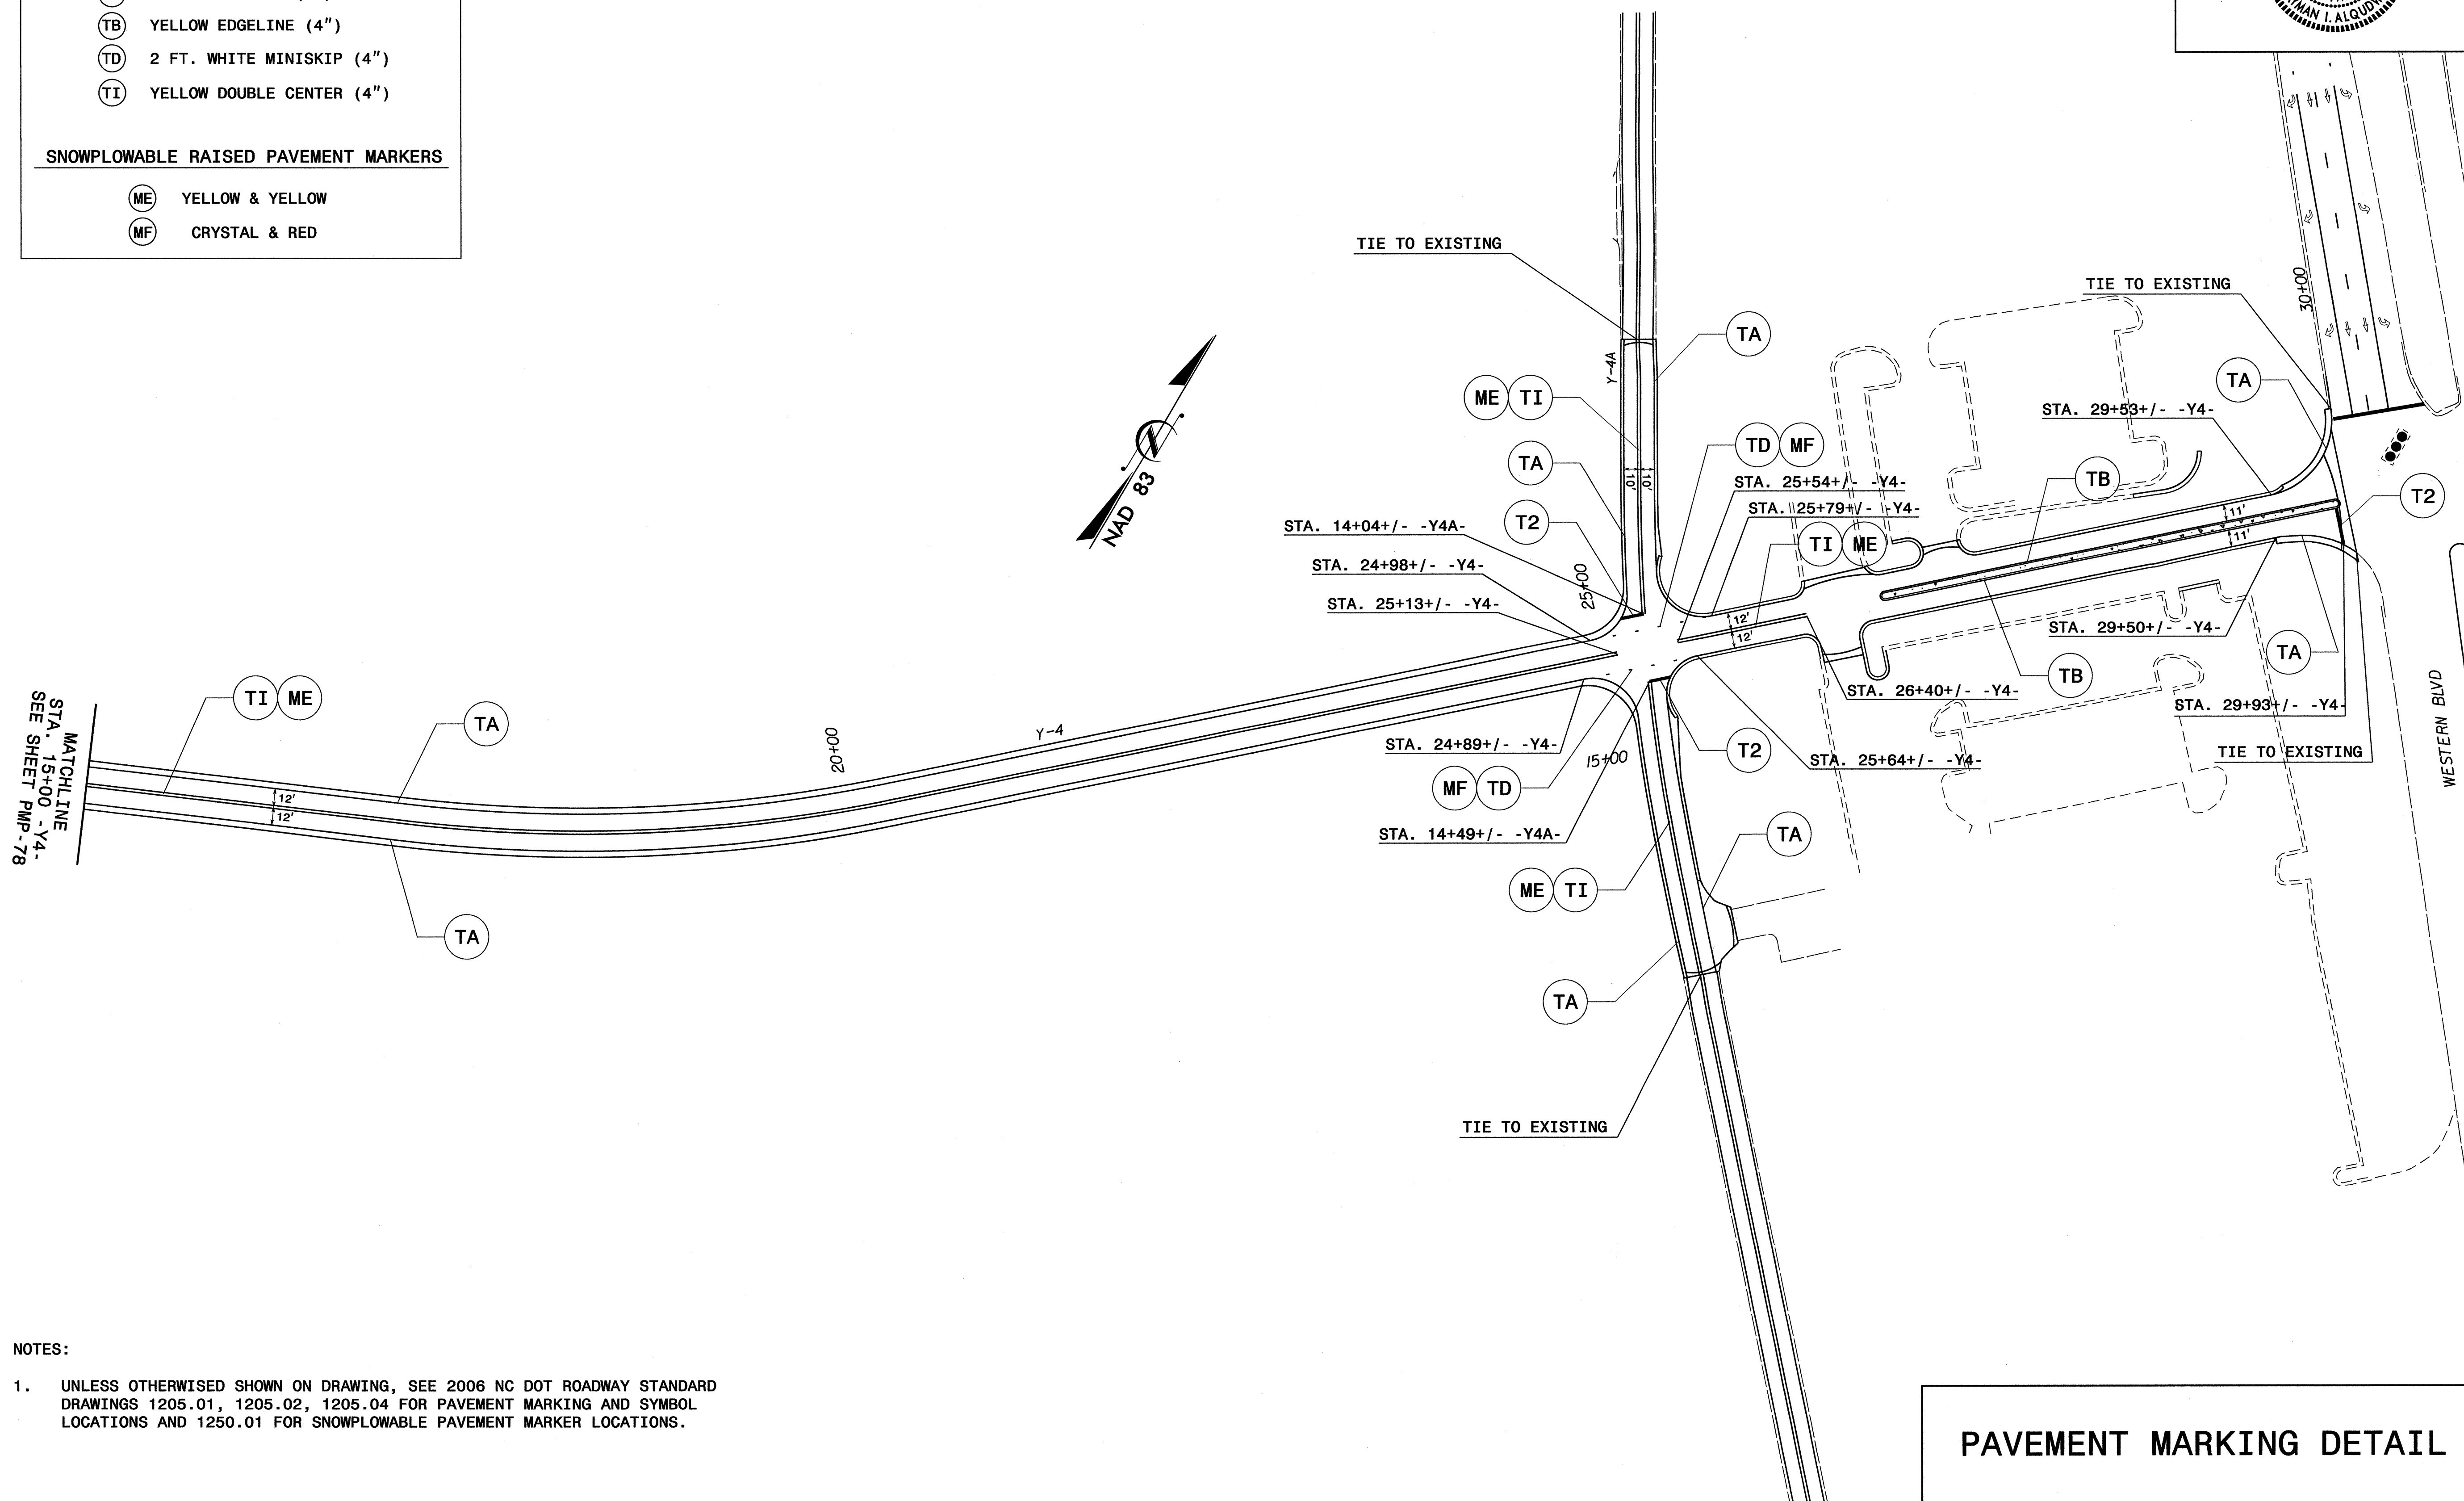 TB YELLOW EDGELINE (4")
TD 2 FT. WHITE MINISKIP (4")
TI YELLOW DOUBLE CENTER (4")
SNOWPLOWABLE RAISED PAVEMENT MARKERS
ME YELLOW & YELLOW
MF CRYSTAL & RED
TIE TO EXISTING
TIE TO EXISTING
30+00
TA
Y-4A
ME TI
TA
STA. 29+53+/- -Y4-
TD MF
TA
10'
10'
STA. 25+54+/- -Y4-
TB
T2
STA. 25+79+/- -Y4-
11'
11'
NAD 83
STA. 14+04+/- -Y4A-
T2
TI ME
STA. 24+98+/- -Y4-
25+00
STA. 25+13+/- -Y4-
12'
12'
STA. 29+50+/- -Y4-
TA
TB
STA. 26+40+/- -Y4-
STA. 29+93+/- -Y4-
WESTERN BLVD
TI ME
TA
MATCHLINE
STA. 15+00 -Y4-
SEE SHEET PMP-78
12'
12'
20+00
Y-4
STA. 24+89+/- -Y4-
15+00
T2
STA. 25+64+/- -Y4-
TIE TO EXISTING
MF TD
STA. 14+49+/- -Y4A-
TA
ME TI
TA
TA
TIE TO EXISTING
NOTES:
1. UNLESS OTHERWISED SHOWN ON DRAWING, SEE 2006 NC DOT ROADWAY STANDARD
DRAWINGS 1205.01, 1205.02, 1205.04 FOR PAVEMENT MARKING AND SYMBOL
LOCATIONS AND 1250.01 FOR SNOWPLOWABLE PAVEMENT MARKER LOCATIONS.
PAVEMENT MARKING DETAIL